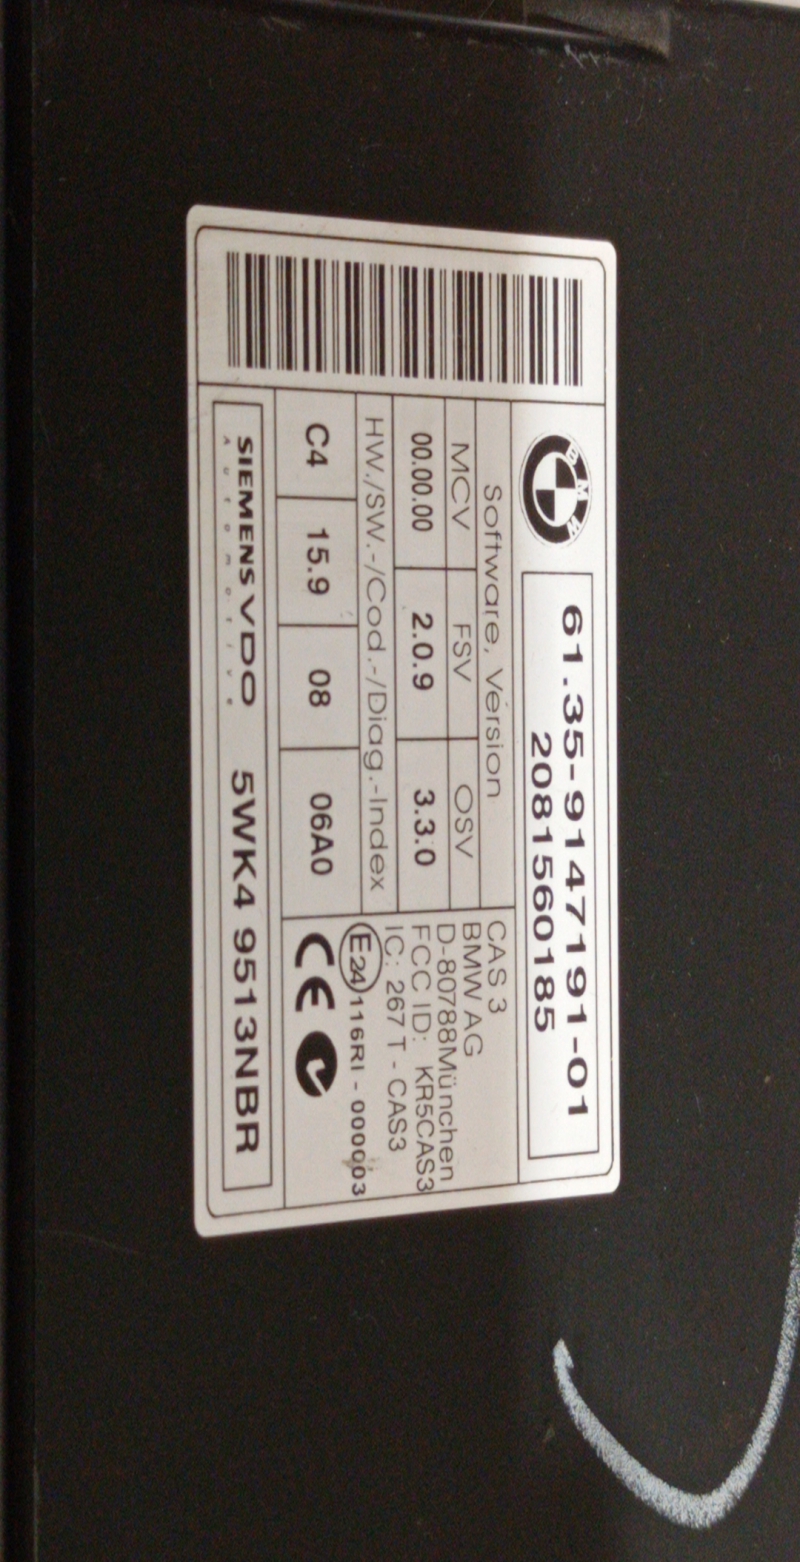 BMW
61.35-9147191-01
2081560185
Software, Version
MCV FSV OSV
00.00.00 2.0.9 3.3.0
HW./SW.-/Cod.-/Diag.-Index
C4 15.9 08 06A0
CAS 3
BMW AG
D-80788München
FCC ID: KR5CAS3
IC: 267 T - CAS3
E24 116RI - 000003
CE
SIEMENS VDO 5WK4 9513NBR
Automotive